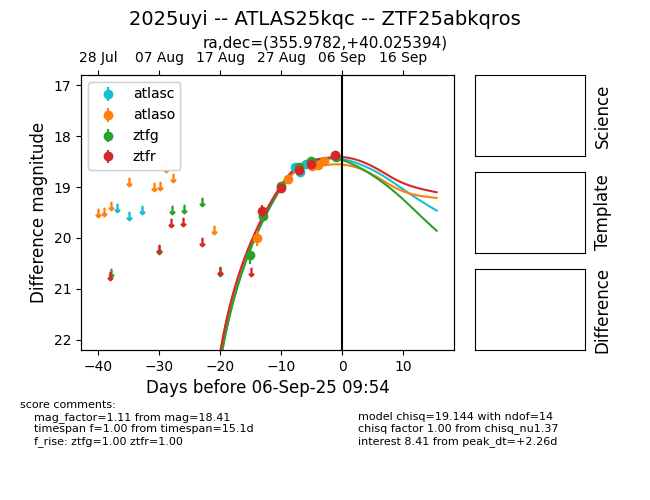 2025uyi -- ATLAS25kqc -- ZTF25abkqros
ra,dec=(355.9782,+40.025394)
28 Jul 07 Aug 17 Aug 27 Aug 06 Sep 16 Sep
17
18
19
20
21
22
Difference magnitude
atlasc
atlaso
ztfg
ztfr
−40 −30 −20 −10 0 10
Days before 06-Sep-25 09:54
Science
Template
Difference
score comments:
mag_factor=1.11 from mag=18.41
timespan f=1.00 from timespan=15.1d
f_rise: ztfg=1.00 ztfr=1.00
model chisq=19.144 with ndof=14
chisq factor 1.00 from chisq_nu1.37
interest 8.41 from peak_dt=+2.26d